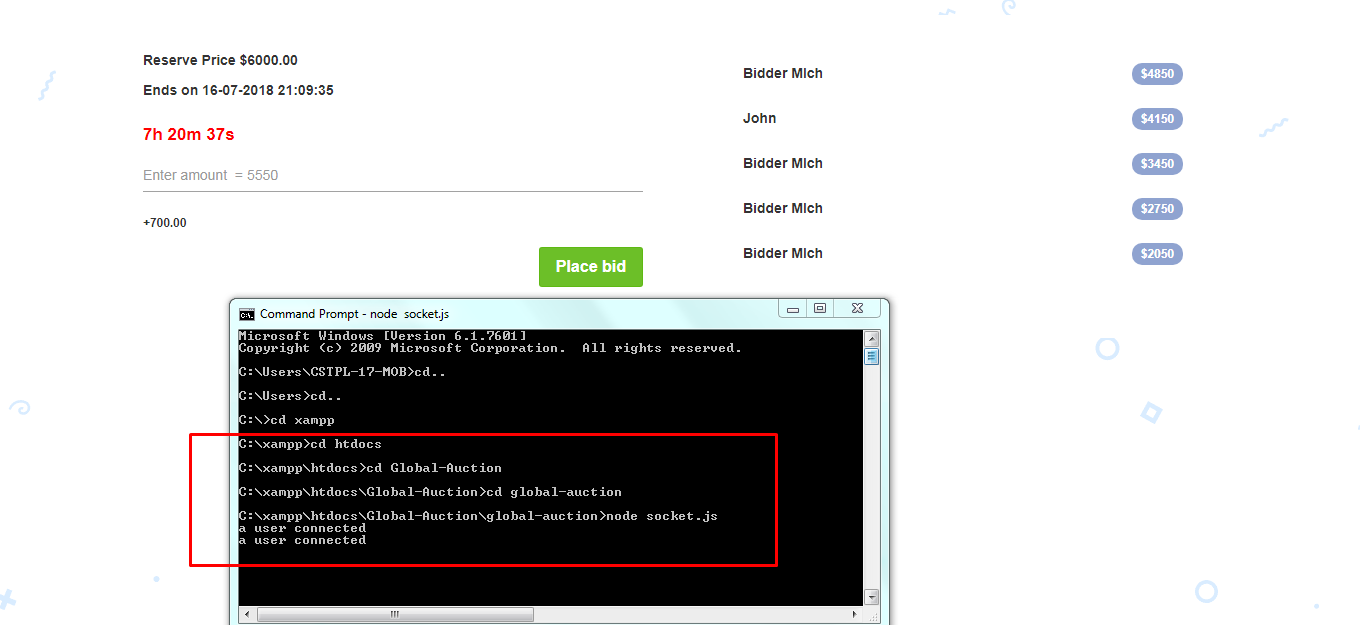 Reserve Price $6000.00
Ends on 16-07-2018 21:09:35
7h 20m 37s
Enter amount = 5550
+700.00
Place bid
Bidder MIch $4850
John $4150
Bidder MIch $3450
Bidder MIch $2750
Bidder MIch $2050
Command Prompt - node socket.js
Microsoft Windows [Version 6.1.7601]
Copyright (c) 2009 Microsoft Corporation. All rights reserved.
C:\Users\CSTPL-17-MOB>cd..
C:\Users>cd..
C:\>cd xampp
C:\xampp>cd htdocs
C:\xampp\htdocs>cd Global-Auction
C:\xampp\htdocs\Global-Auction>cd global-auction
C:\xampp\htdocs\Global-Auction\global-auction>node socket.js
a user connected
a user connected